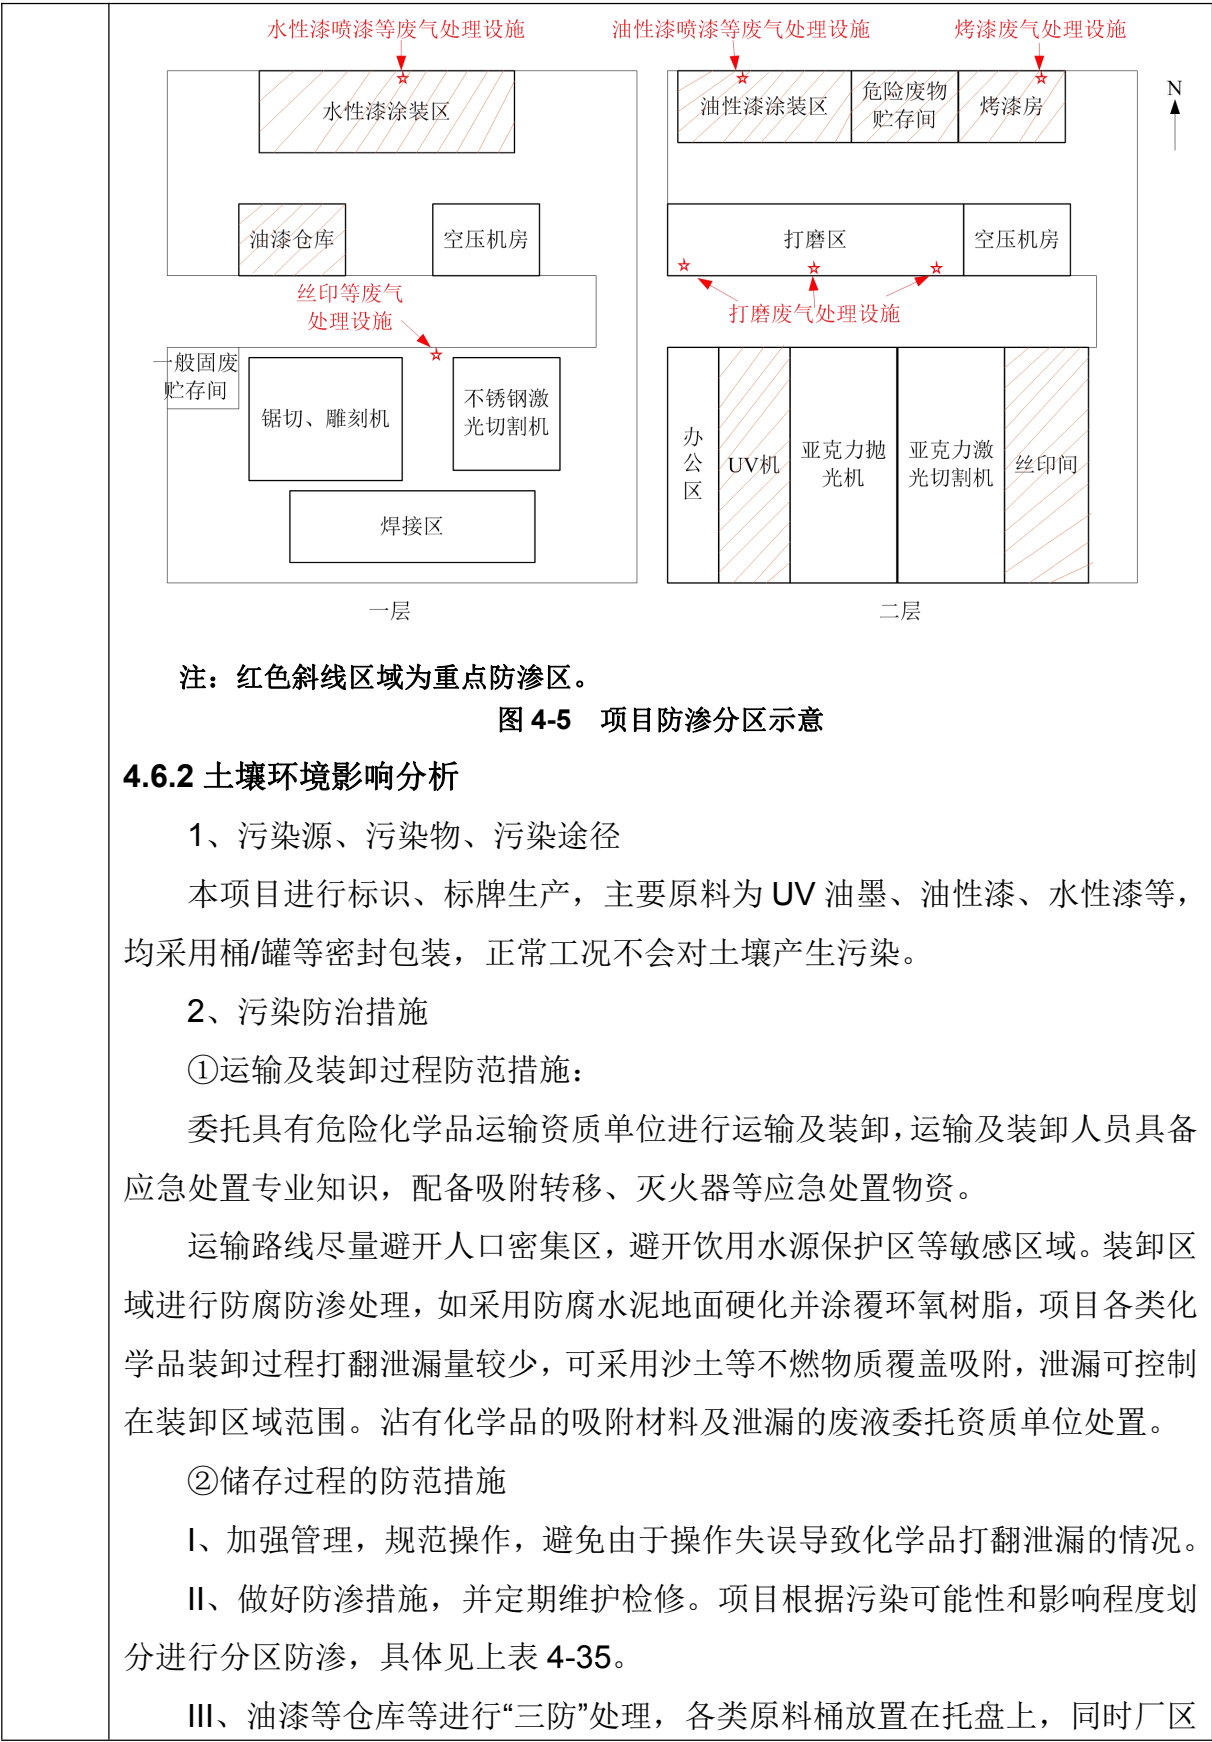 水性漆喷漆等废气处理设施
油性漆喷漆等废气处理设施
烤漆废气处理设施
水性漆涂装区
油性漆涂装区
危险废物
贮存间
烤漆房
N
油漆仓库
空压机房
打磨区
空压机房
丝印等废气
处理设施
打磨废气处理设施
一般固废
贮存间
锯切、雕刻机
不锈钢激
光切割机
焊接区
办
公
区
UV机
亚克力抛
光机
亚克力激
光切割机
丝印间
一层
二层
注：红色斜线区域为重点防渗区。
图 4-5 项目防渗分区示意
4.6.2 土壤环境影响分析
1、污染源、污染物、污染途径
本项目进行标识、标牌生产，主要原料为 UV 油墨、油性漆、水性漆等，
均采用桶/罐等密封包装，正常工况不会对土壤产生污染。
2、污染防治措施
①运输及装卸过程防范措施：
委托具有危险化学品运输资质单位进行运输及装卸，运输及装卸人员具备
应急处置专业知识，配备吸附转移、灭火器等应急处置物资。
运输路线尽量避开人口密集区，避开饮用水源保护区等敏感区域。装卸区
域进行防腐防渗处理，如采用防腐水泥地面硬化并涂覆环氧树脂，项目各类化
学品装卸过程打翻泄漏量较少，可采用沙土等不燃物质覆盖吸附，泄漏可控制
在装卸区域范围。沾有化学品的吸附材料及泄漏的废液委托资质单位处置。
②储存过程的防范措施
I、加强管理，规范操作，避免由于操作失误导致化学品打翻泄漏的情况。
II、做好防渗措施，并定期维护检修。项目根据污染可能性和影响程度划
分进行分区防渗，具体见上表 4-35。
III、油漆等仓库等进行“三防”处理，各类原料桶放置在托盘上，同时厂区